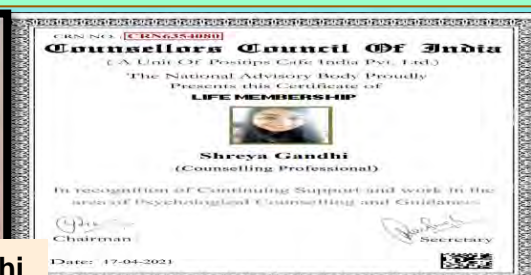 CRN NO. : CRN6354080
Counsellors Council Of India
( A Unit Of Positips Cafe India Pvt. Ltd.)
The National Advisory Body Proudly
Presents this Certificate of
LIFE MEMBERSHIP
Shreya Gandhi
(Counselling Professional)
In recognition of Continuing Support and work in the
area of Psychological Counselling and Guidance.
Chairman
Secretary
Date: 17-04-2021
hi